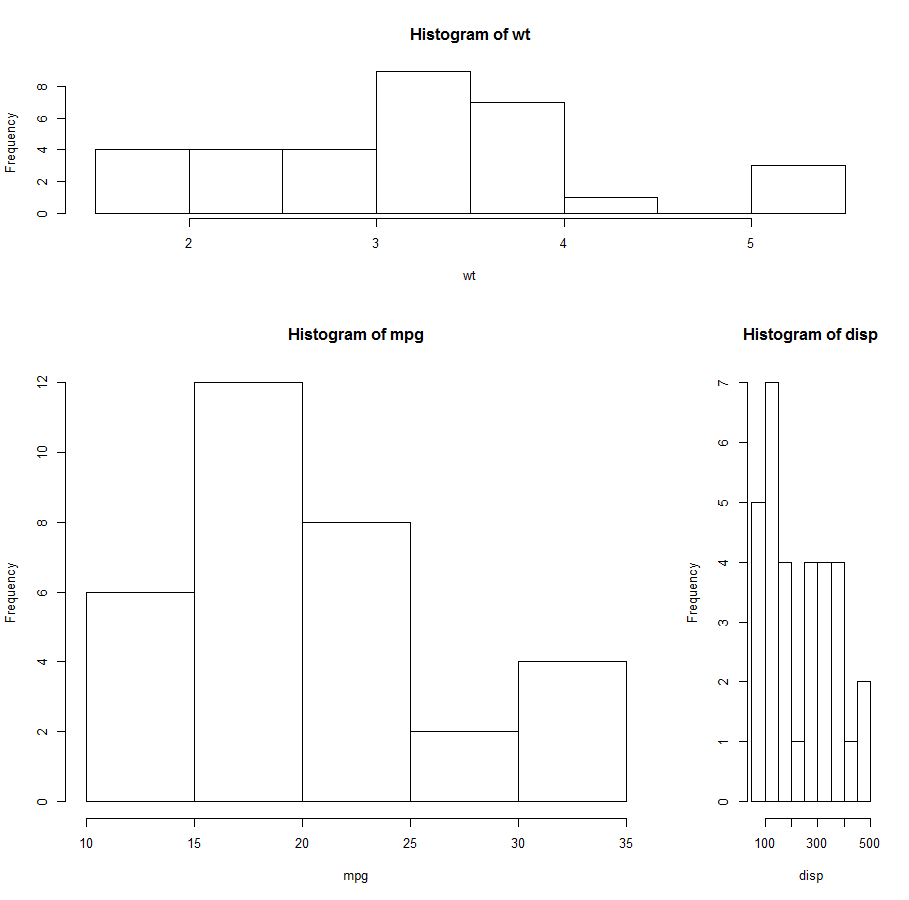 Histogram of wt
Frequency
0 2 4 6 8
2 3 4 5
wt
Histogram of mpg
Frequency
0 2 4 6 8 10 12
10 15 20 25 30 35
mpg
Histogram of disp
Frequency
0 1 2 3 4 5 6 7
100 300 500
disp